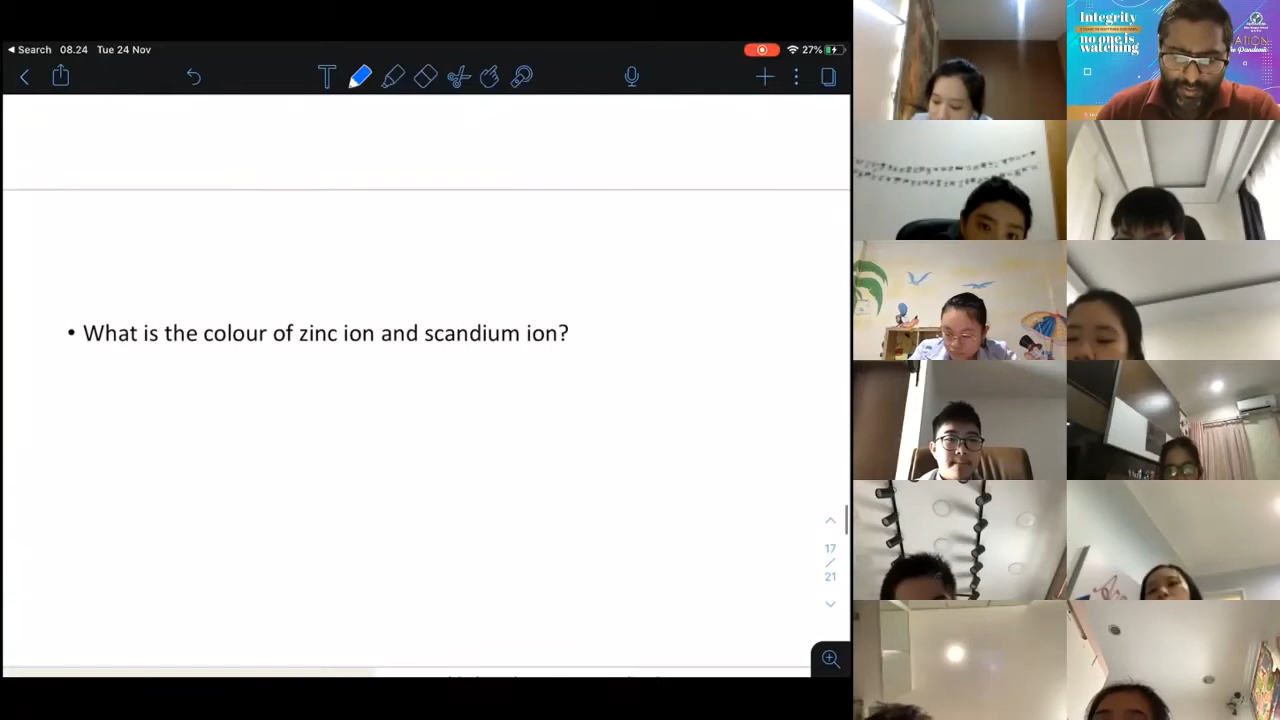 Search 08.24 Tue 24 Nov
27%
T
• What is the colour of zinc ion and scandium ion?
17
/
21
Integrity
no one is
watching